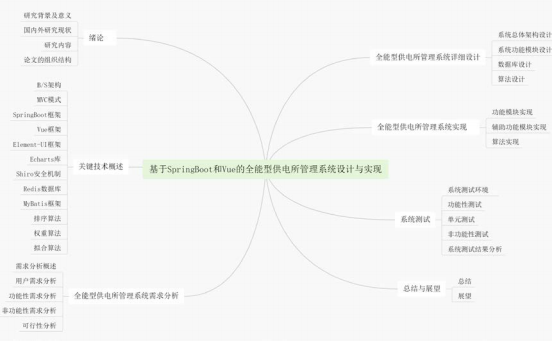 基于SpringBoot和Vue的全能型供电所管理系统设计与实现
绪论
研究背景及意义
国内外研究现状
研究内容
论文的组织结构
关键技术概述
B/S架构
MVC模式
SpringBoot框架
Vue框架
Element-UI框架
Echarts库
Shiro安全机制
Redis数据库
MyBatis框架
排序算法
权重算法
拟合算法
全能型供电所管理系统需求分析
需求分析概述
用户需求分析
功能性需求分析
非功能性需求分析
可行性分析
全能型供电所管理系统详细设计
系统总体架构设计
系统功能模块设计
数据库设计
算法设计
全能型供电所管理系统实现
功能模块实现
辅助功能模块实现
算法实现
系统测试
系统测试环境
功能性测试
单元测试
非功能性测试
系统测试结果分析
总结与展望
总结
展望